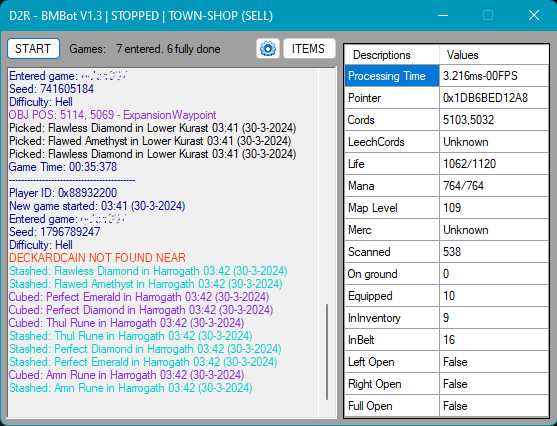 D2R - BMBot V1.3 | STOPPED | TOWN-SHOP (SELL)
START
Games: 7 entered. 6 fully done
ITEMS
Entered game:
Seed: 741605184
Difficulty: Hell
OBJ POS: 5114, 5069 - ExpansionWaypoint
Picked: Flawless Diamond in Lower Kurast 03:41 (30-3-2024)
Picked: Flawed Amethyst in Lower Kurast 03:41 (30-3-2024)
Picked: Flawless Diamond in Lower Kurast 03:41 (30-3-2024)
Game Time: 00:35:378
------------------------------------------
Player ID: 0x88932200
New game started: 03:41 (30-3-2024)
Entered game:
Seed: 1796789247
Difficulty: Hell
DECKARDCAIN NOT FOUND NEAR
Stashed: Flawless Diamond in Harrogath 03:42 (30-3-2024)
Stashed: Flawed Amethyst in Harrogath 03:42 (30-3-2024)
Cubed: Perfect Emerald in Harrogath 03:42 (30-3-2024)
Cubed: Perfect Diamond in Harrogath 03:42 (30-3-2024)
Cubed: Thul Rune in Harrogath 03:42 (30-3-2024)
Stashed: Thul Rune in Harrogath 03:42 (30-3-2024)
Stashed: Perfect Diamond in Harrogath 03:42 (30-3-2024)
Stashed: Perfect Emerald in Harrogath 03:42 (30-3-2024)
Cubed: Amn Rune in Harrogath 03:42 (30-3-2024)
Stashed: Amn Rune in Harrogath 03:42 (30-3-2024)
Descriptions Values
Processing Time 3.216ms-00FPS
Pointer 0x1DB6BED12A8
Cords 5103,5032
LeechCords Unknown
Life 1062/1120
Mana 764/764
Map Level 109
Merc Unknown
Scanned 538
On ground 0
Equipped 10
InInventory 9
InBelt 16
Left Open False
Right Open False
Full Open False